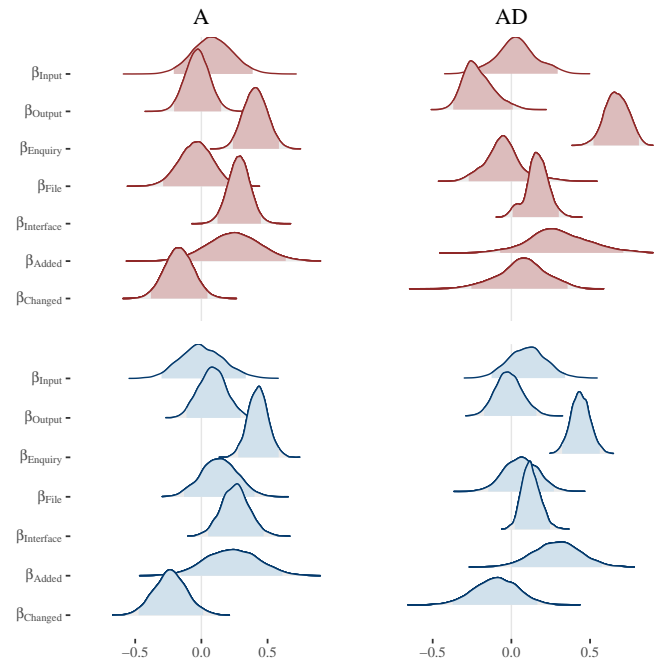 A AD
βInput
βOutput
βEnquiry
βFile
βInterface
βAdded
βChanged
βInput
βOutput
βEnquiry
βFile
βInterface
βAdded
βChanged
−0.5 0.0 0.5 −0.5 0.0 0.5